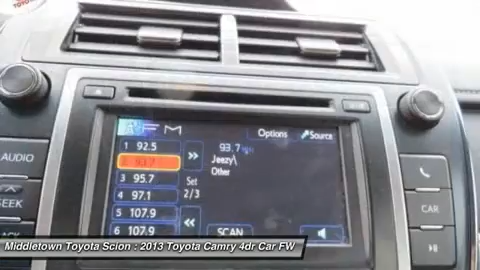 Options
Source
1 92.5
93.7
93.7
3 95.7
Jeezy\
Other
Set
2/3
4 97.1
5 107.9
6 107.9
SCAN
AUDIO
SEEK
CAR
Middletown Toyota Scion : 2013 Toyota Camry 4dr Car FW